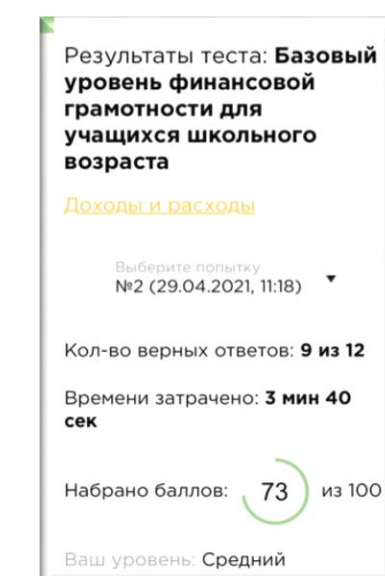 Результаты теста: Базовый
уровень финансовой
грамотности для
учащихся школьного
возраста
Доходы и расходы
Выберите попытку
№2 (29.04.2021, 11:18)
Кол-во верных ответов: 9 из 12
Времени затрачено: 3 мин 40
сек
Набрано баллов: 73 из 100
Ваш уровень: Средний